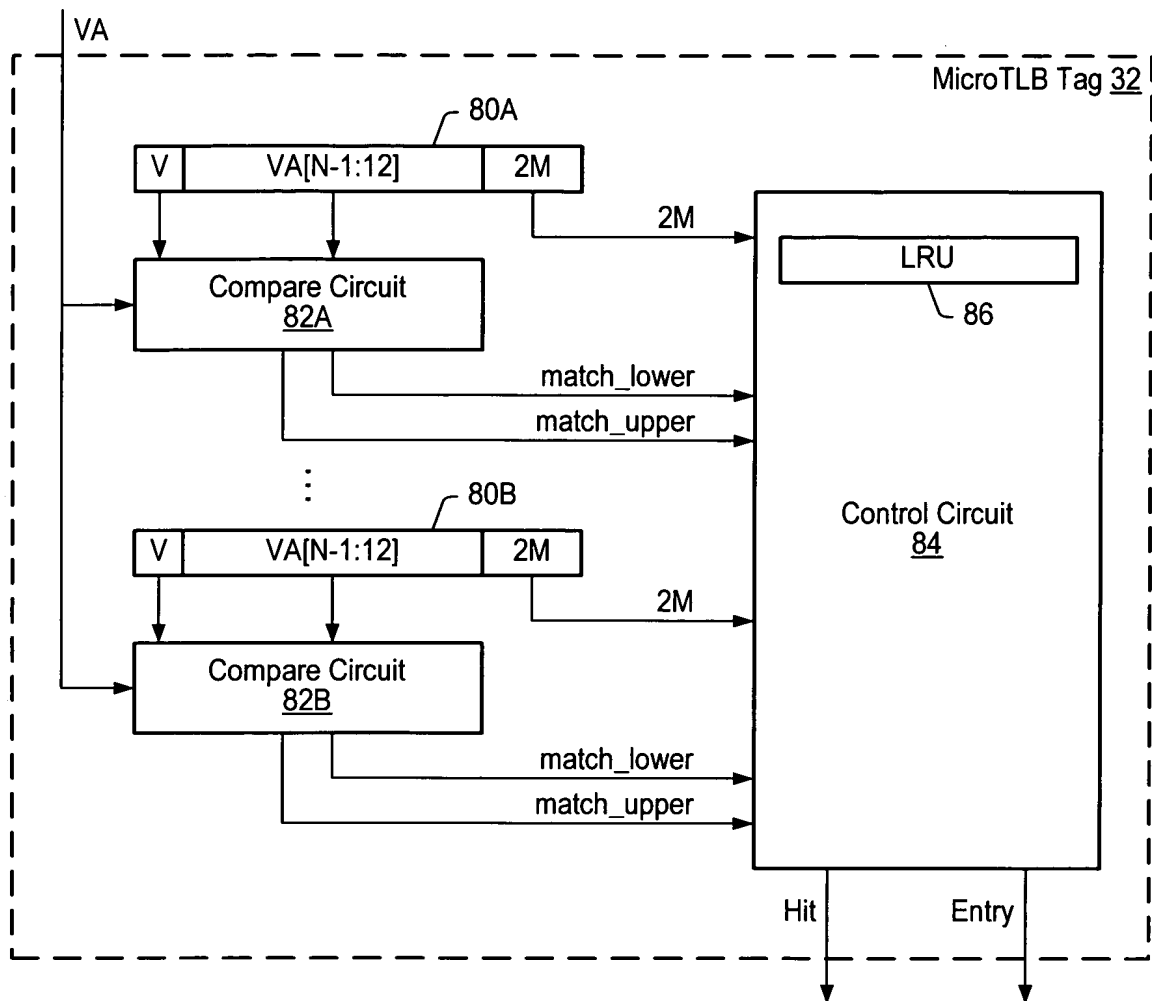 VA
MicroTLB Tag 32
80A
V VA[N-1:12] 2M
2M
LRU
86
Compare Circuit
82A
match_lower
match_upper
80B
V VA[N-1:12] 2M
2M
Control Circuit
84
Compare Circuit
82B
match_lower
match_upper
Hit Entry